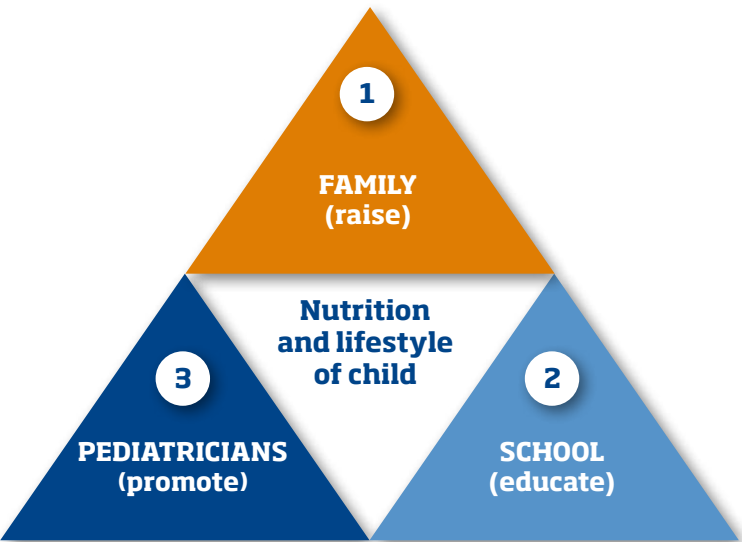 1
FAMILY
(raise)
Nutrition
and lifestyle
of child
3
PEDIATRICIANS
(promote)
2
SCHOOL
(educate)